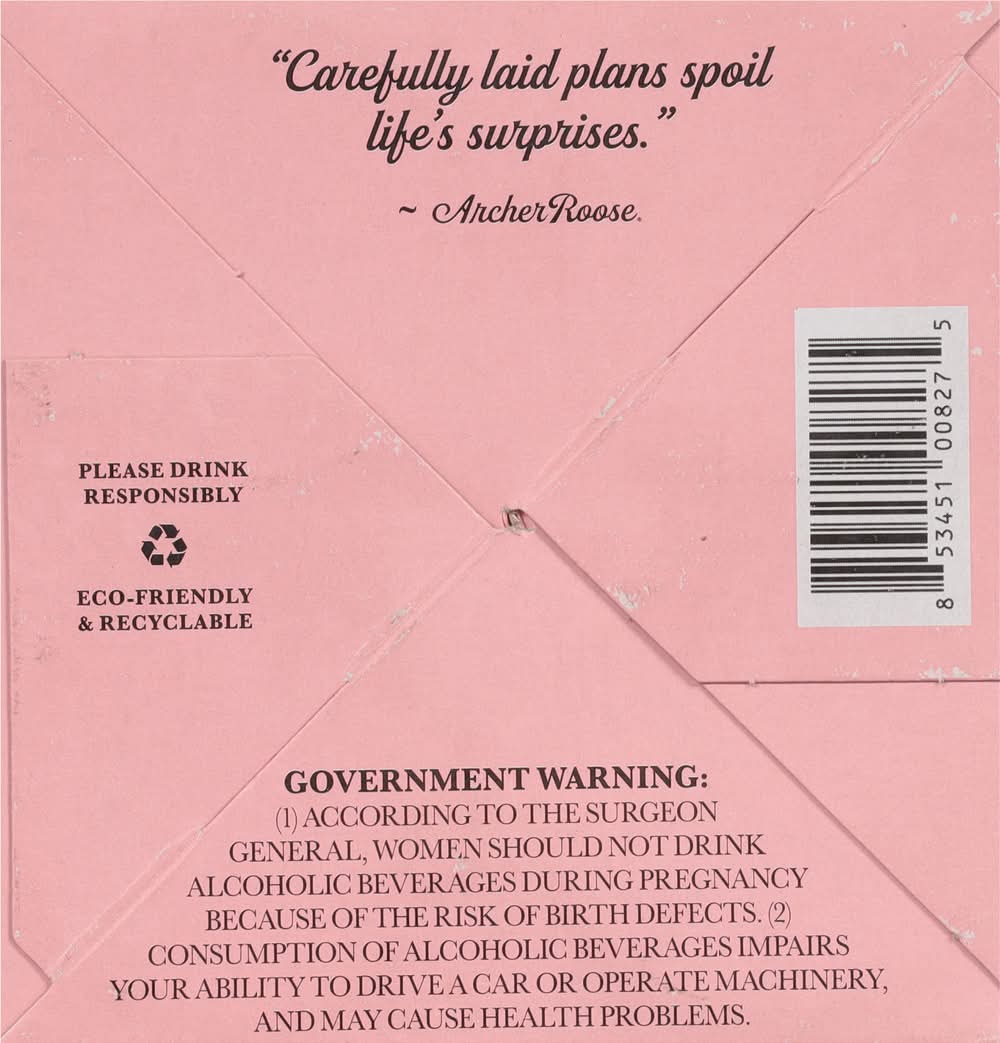 “Carefully laid plans spoil
life’s surprises.”
~ Archer Roose.
PLEASE DRINK
RESPONSIBLY
ECO-FRIENDLY
& RECYCLABLE
8 53451 00827 5
GOVERNMENT WARNING:
(1) ACCORDING TO THE SURGEON
GENERAL, WOMEN SHOULD NOT DRINK
ALCOHOLIC BEVERAGES DURING PREGNANCY
BECAUSE OF THE RISK OF BIRTH DEFECTS. (2)
CONSUMPTION OF ALCOHOLIC BEVERAGES IMPAIRS
YOUR ABILITY TO DRIVE A CAR OR OPERATE MACHINERY,
AND MAY CAUSE HEALTH PROBLEMS.